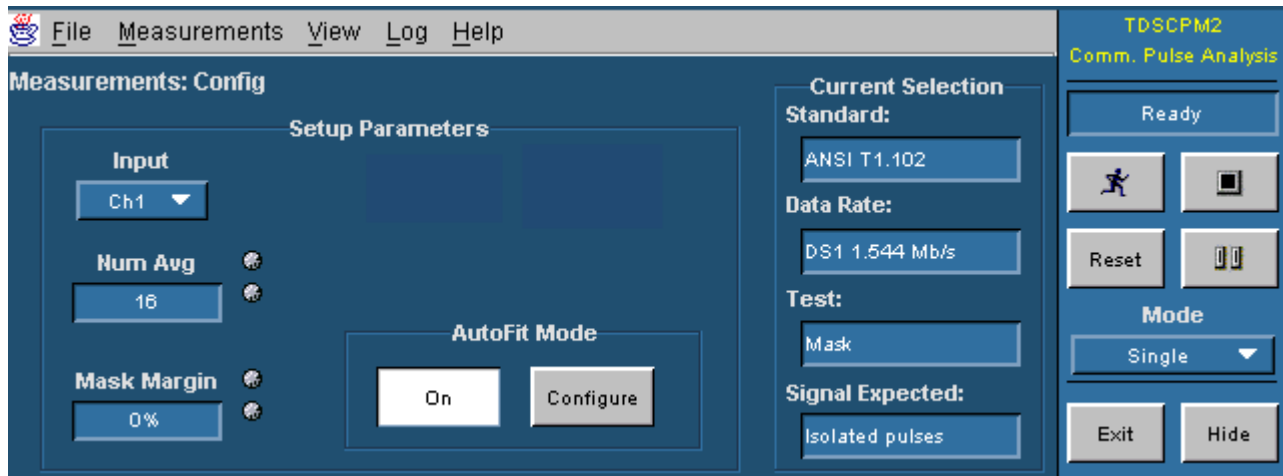 File Measurements View Log Help
Measurements: Config
Setup Parameters
Input
Ch1
Num Avg
16
Mask Margin
0%
AutoFit Mode
On
Configure
Current Selection
Standard:
ANSI T1.102
Data Rate:
DS1 1.544 Mb/s
Test:
Mask
Signal Expected:
Isolated pulses
TDSCPM2
Comm. Pulse Analysis
Ready
Reset
Mode
Single
Exit
Hide